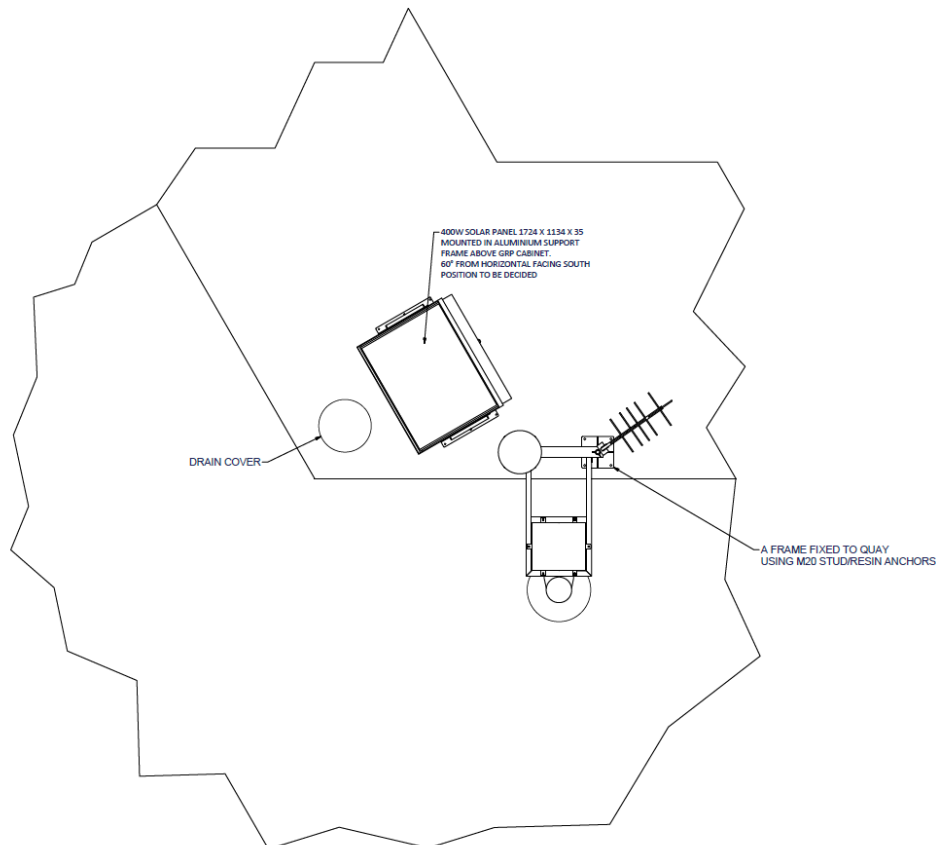 400W SOLAR PANEL 1724 X 1134 X 35
MOUNTED IN ALUMINIUM SUPPORT
FRAME ABOVE GRP CABINET.
60° FROM HORIZONTAL FACING SOUTH
POSITION TO BE DECIDED
DRAIN COVER
A FRAME FIXED TO QUAY
USING M20 STUD/RESIN ANCHORS